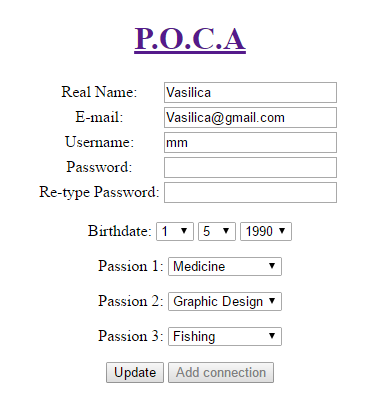 P.O.C.A
Real Name: Vasilica
E-mail: Vasilica@gmail.com
Username: mm
Password:
Re-type Password:
Birthdate: 1 5 1990
Passion 1: Medicine
Passion 2: Graphic Design
Passion 3: Fishing
Update Add connection